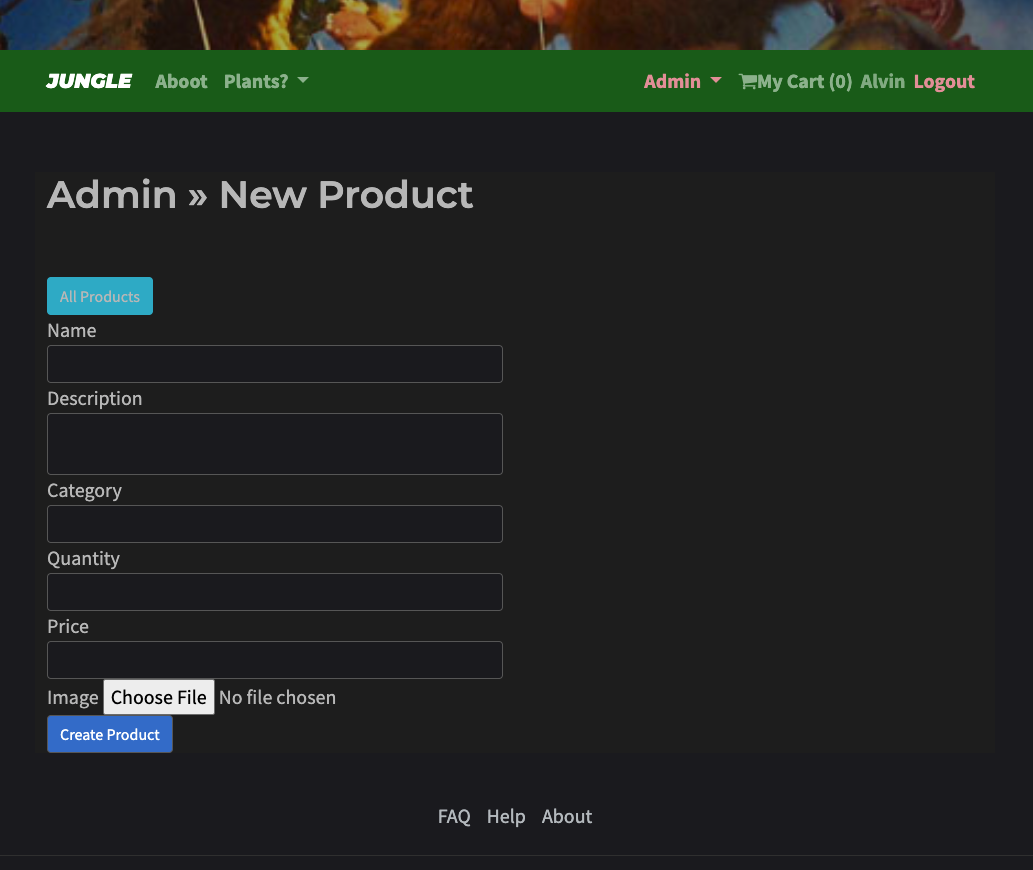 JUNGLE Aboot Plants? Admin My Cart (0) Alvin Logout
Admin » New Product
All Products
Name
Description
Category
Quantity
Price
Image Choose File No file chosen
Create Product
FAQ Help About